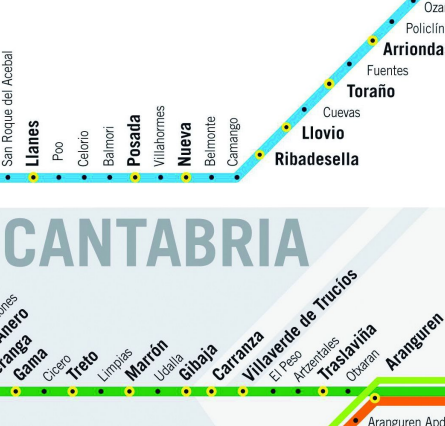 Policlín
Arrionda
Fuentes
Toraño
Cuevas
Llovio
Ribadesella
San Roque del Acebal
Llanes
Poo
Celorio
Balmori
Posada
Villahormes
Nueva
Belmonte
Camango
CANTABRIA
Gama
Cicero
Treto
Limpias
Marrón
Udalla
Gibaja
Carranza
Villaverde de Trucíos
El Peso
Artzentales
Traslaviña
Otxaran
Aranguren
Aranguren Apd